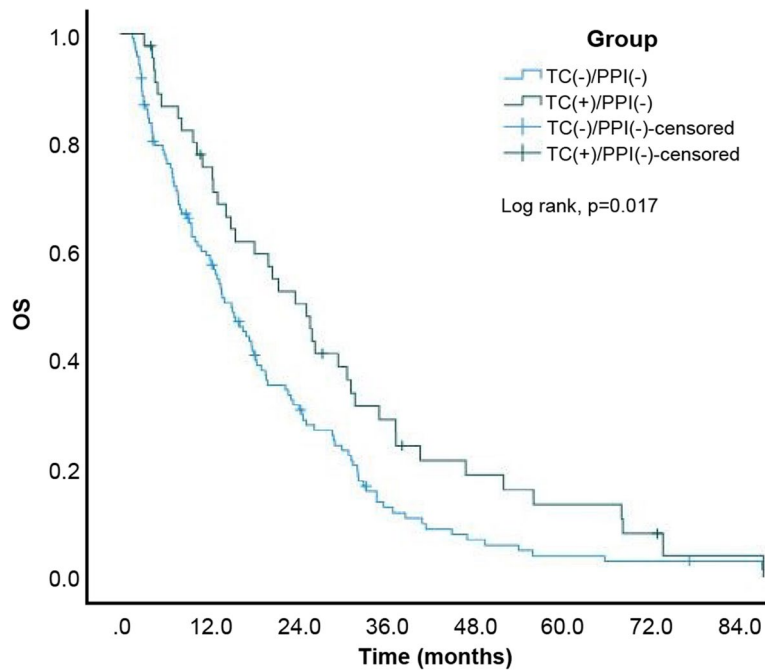 Group
TC(-)/PPI(-)
TC(+)/PPI(-)
TC(-)/PPI(-)-censored
TC(+)/PPI(-)-censored
Log rank, p=0.017
OS
1.0
0.8
0.6
0.4
0.2
0.0
.0 12.0 24.0 36.0 48.0 60.0 72.0 84.0
Time (months)